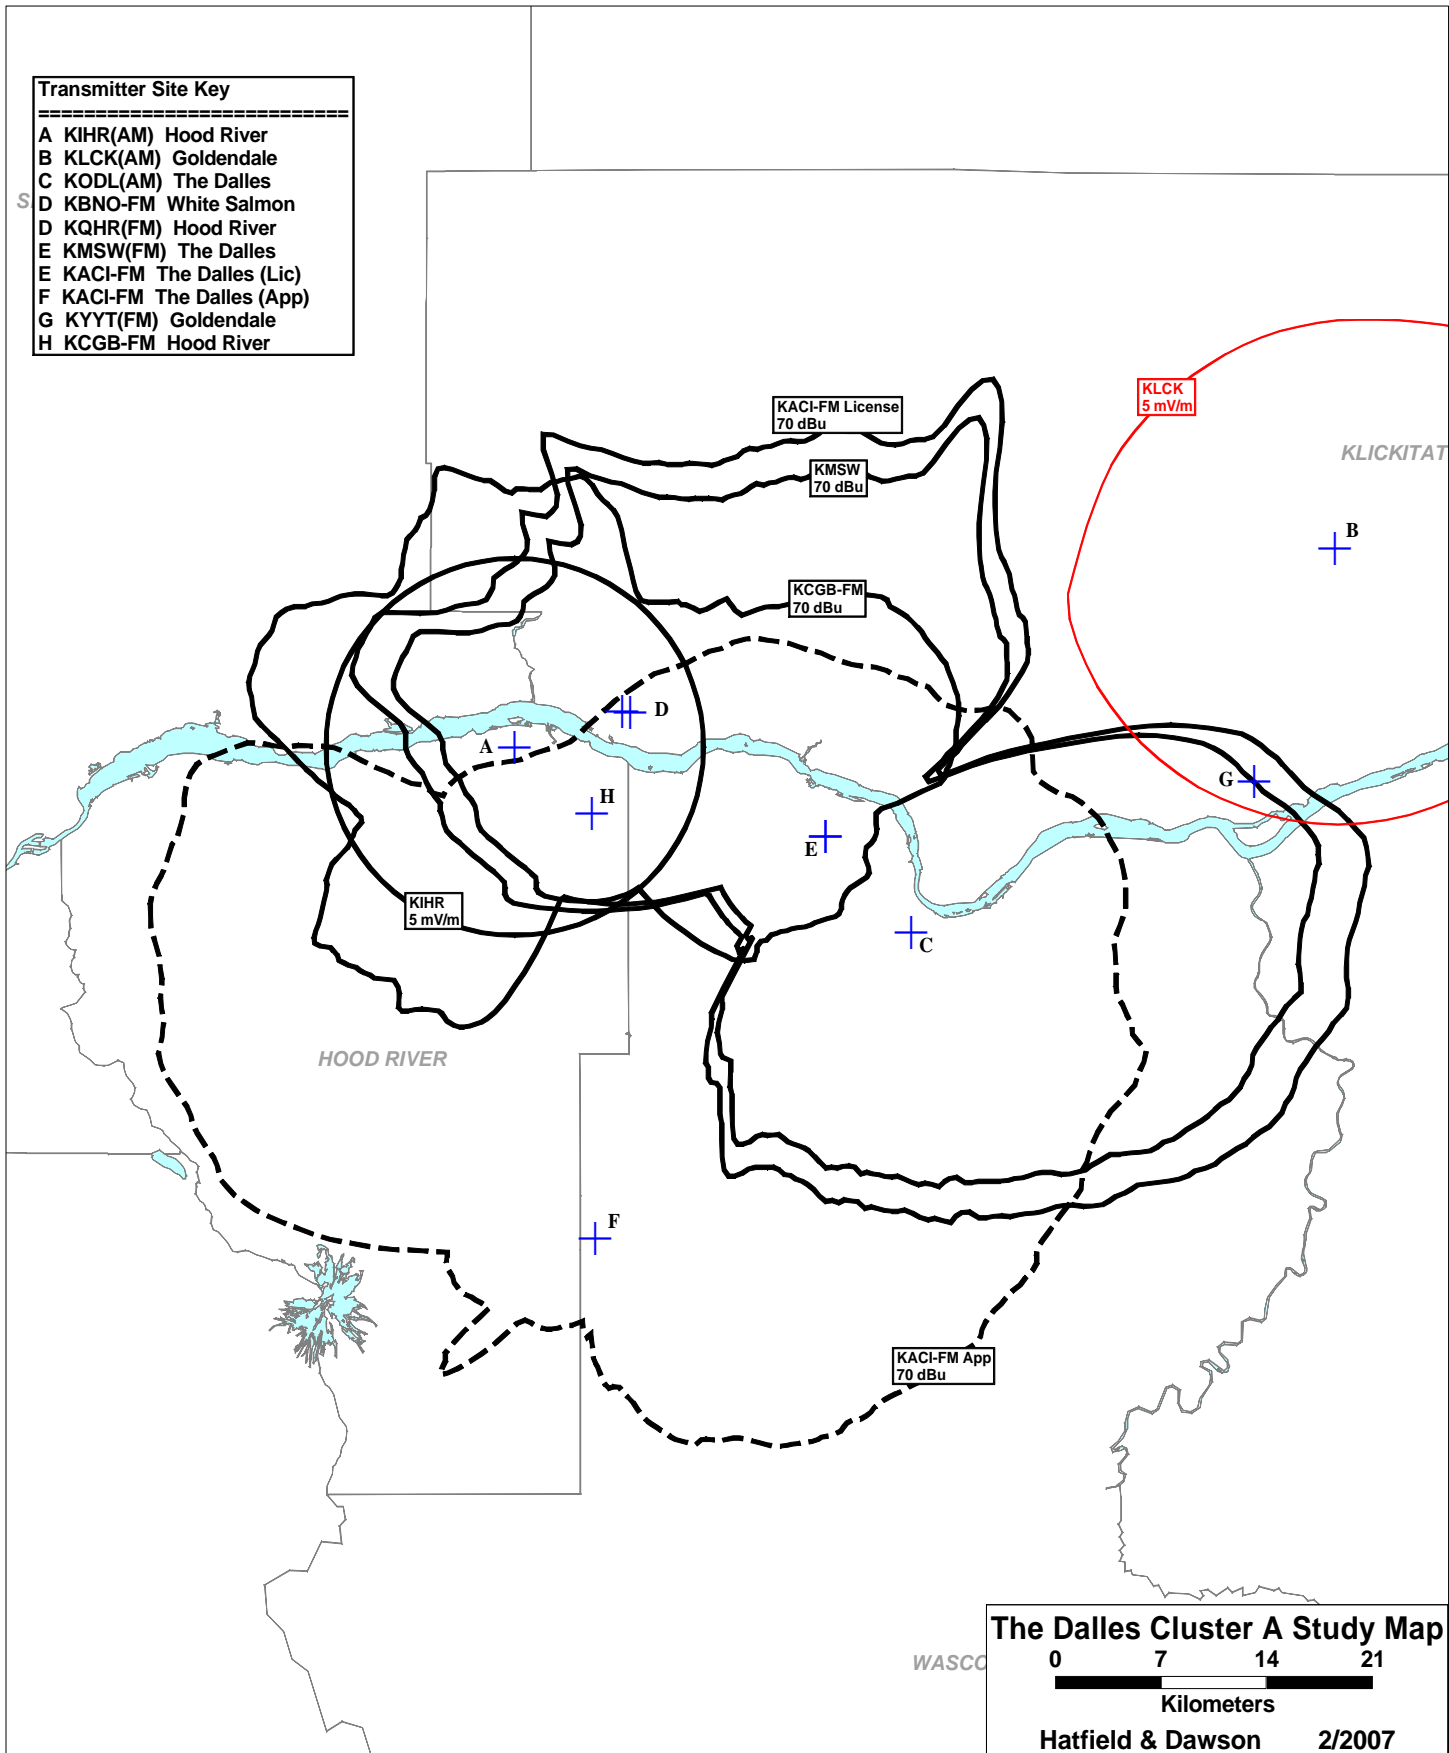 Transmitter Site Key
===========================
A KIHR(AM) Hood River
B KLCK(AM) Goldendale
C KODL(AM) The Dalles
D KBNO-FM White Salmon
D KQHR(FM) Hood River
E KMSW(FM) The Dalles
E KACI-FM The Dalles (Lic)
F KACI-FM The Dalles (App)
G KYYT(FM) Goldendale
H KCGB-FM Hood River
KLCK
5 mV/m
KACI-FM License
70 dBu
KLICKITAT
KMSW
70 dBu
B
KCGB-FM
70 dBu
D
A
G
H
E
KIHR
5 mV/m
C
HOOD RIVER
F
KACI-FM App
70 dBu
WASCO
The Dalles Cluster A Study Map
0 7 14 21
Kilometers
Hatfield & Dawson 2/2007